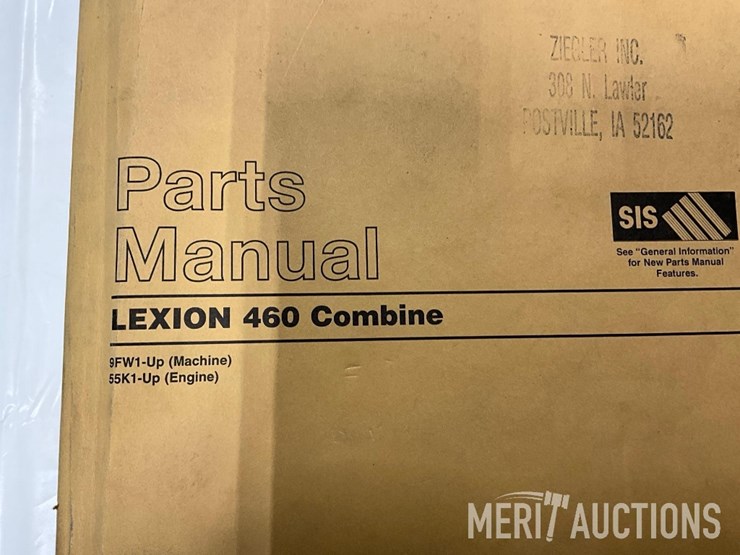 ZIEGLER INC.
308 N. Lawler
POSTVILLE, IA 52162
Parts
Manual
SIS
See "General Information"
for New Parts Manual
Features.
LEXION 460 Combine
9FW1-Up (Machine)
55K1-Up (Engine)
MERIT AUCTIONS